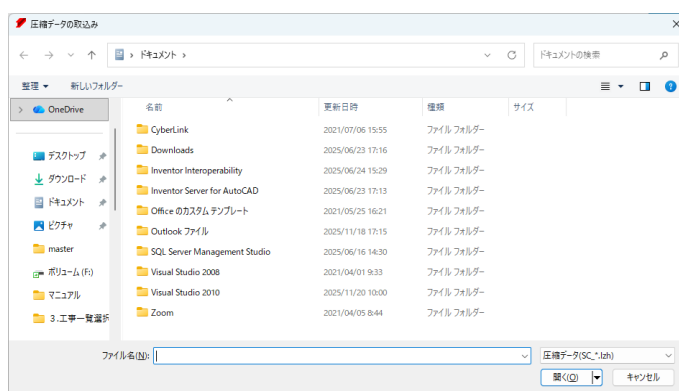 圧縮データの取込み
ドキュメント
ドキュメントの検索
整理 新しいフォルダー
OneDrive
デスクトップ
ダウンロード
ドキュメント
ピクチャ
master
ボリューム (F:)
マニュアル
3.工事一覧選択
名前 更新日時 種類 サイズ
CyberLink 2021/07/06 15:55 ファイル フォルダー
Downloads 2025/06/23 17:16 ファイル フォルダー
Inventor Interoperability 2025/06/24 15:29 ファイル フォルダー
Inventor Server for AutoCAD 2025/06/23 17:13 ファイル フォルダー
Office のカスタム テンプレート 2021/05/25 16:21 ファイル フォルダー
Outlook ファイル 2025/11/18 17:15 ファイル フォルダー
SQL Server Management Studio 2025/06/16 14:30 ファイル フォルダー
Visual Studio 2008 2021/04/01 9:33 ファイル フォルダー
Visual Studio 2010 2025/11/20 10:00 ファイル フォルダー
Zoom 2021/04/05 8:44 ファイル フォルダー
ファイル名(N):
圧縮データ(SC_*.lzh)
開く(O) キャンセル